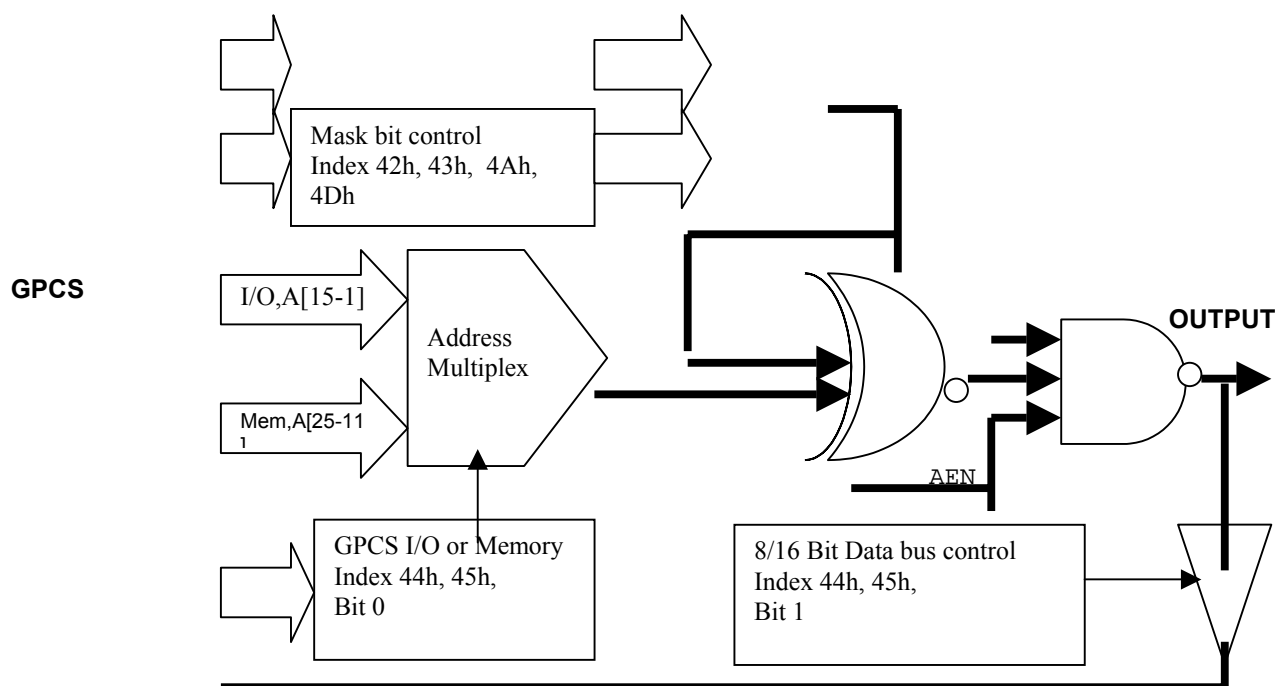 Mask bit control
Index 42h, 43h, 4Ah,
4Dh
GPCS
I/O,A[15-1]
Address
Multiplex
Mem,A[25-11
]
OUTPUT
AEN
GPCS I/O or Memory
Index 44h, 45h,
Bit 0
8/16 Bit Data bus control
Index 44h, 45h,
Bit 1